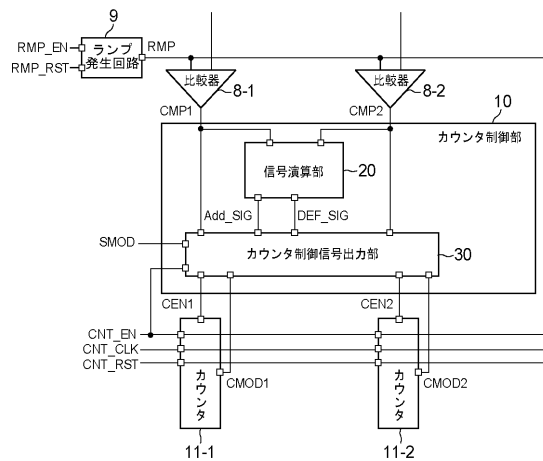 9
RMP_EN
RMP_RST
ランプ
発生回路
RMP
比較器
8-1
比較器
8-2
CMP1
CMP2
10
カウンタ制御部
信号演算部
20
Add_SIG
DEF_SIG
SMOD
カウンタ制御信号出力部
30
CEN1
CEN2
CNT_EN
CNT_CLK
CNT_RST
カウンタ
CMOD1
カウンタ
CMOD2
11-1
11-2